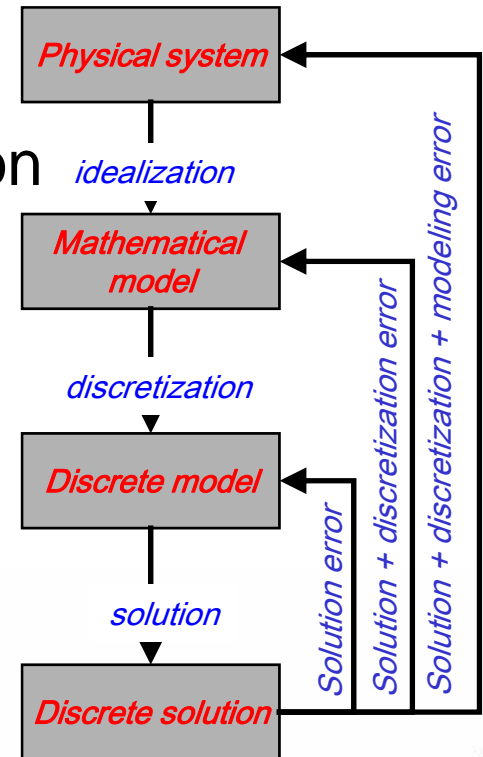 Physical system
on
idealization
Mathematical
model
discretization
Discrete model
solution
Discrete solution
Solution error
Solution + discretization error
Solution + discretization + modeling error